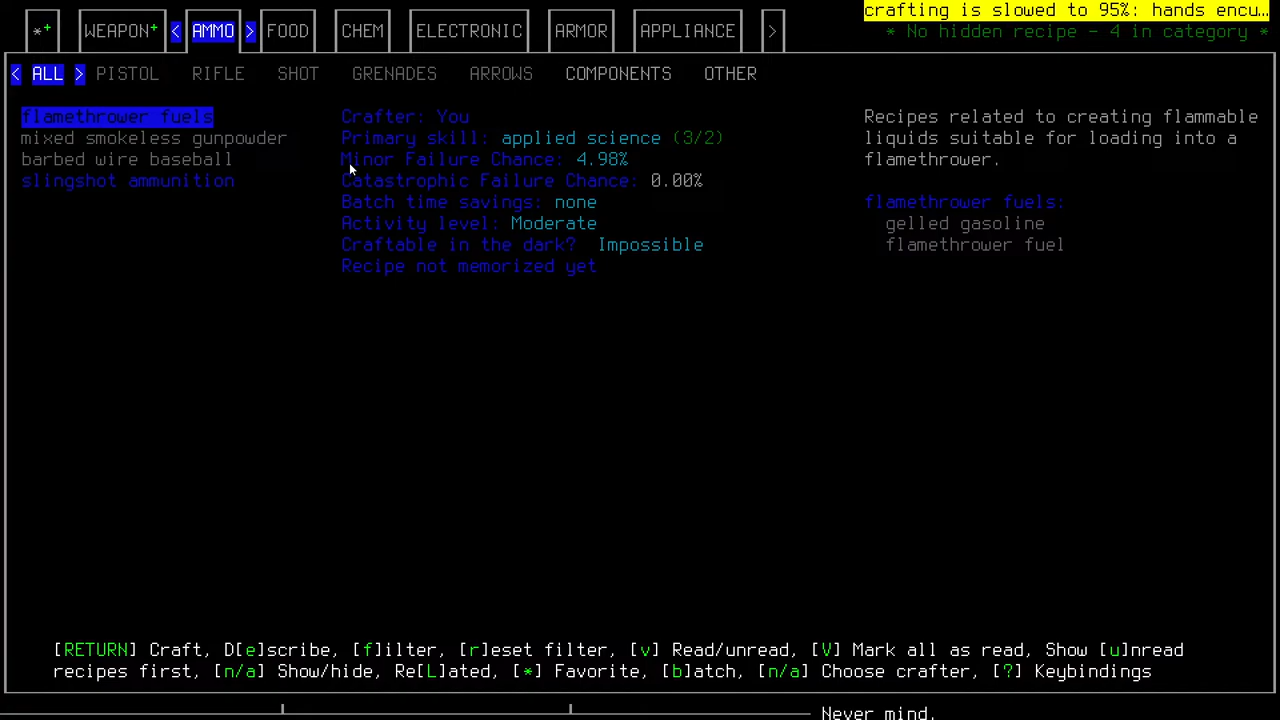 crafting is slowed to 95%: hands encu…
*+ WEAPON+ < AMMO > FOOD CHEM ELECTRONIC ARMOR APPLIANCE >
* No hidden recipe - 4 in category *
< ALL > PISTOL RIFLE SHOT GRENADES ARROWS COMPONENTS OTHER
flamethrower fuels
mixed smokeless gunpowder
barbed wire baseball
slingshot ammunition
Crafter: You
Primary skill: applied science (3/2)
Minor Failure Chance: 4.98%
Catastrophic Failure Chance: 0.00%
Batch time savings: none
Activity level: Moderate
Craftable in the dark? Impossible
Recipe not memorized yet
Recipes related to creating flammable
liquids suitable for loading into a
flamethrower.
flamethrower fuels:
gelled gasoline
flamethrower fuel
[RETURN] Craft, D[e]scribe, [f]ilter, [r]eset filter, [v] Read/unread, [V] Mark all as read, Show [u]nread
recipes first, [n/a] Show/hide, Re[L]ated, [*] Favorite, [b]atch, [n/a] Choose crafter, [?] Keybindings
Never mind.